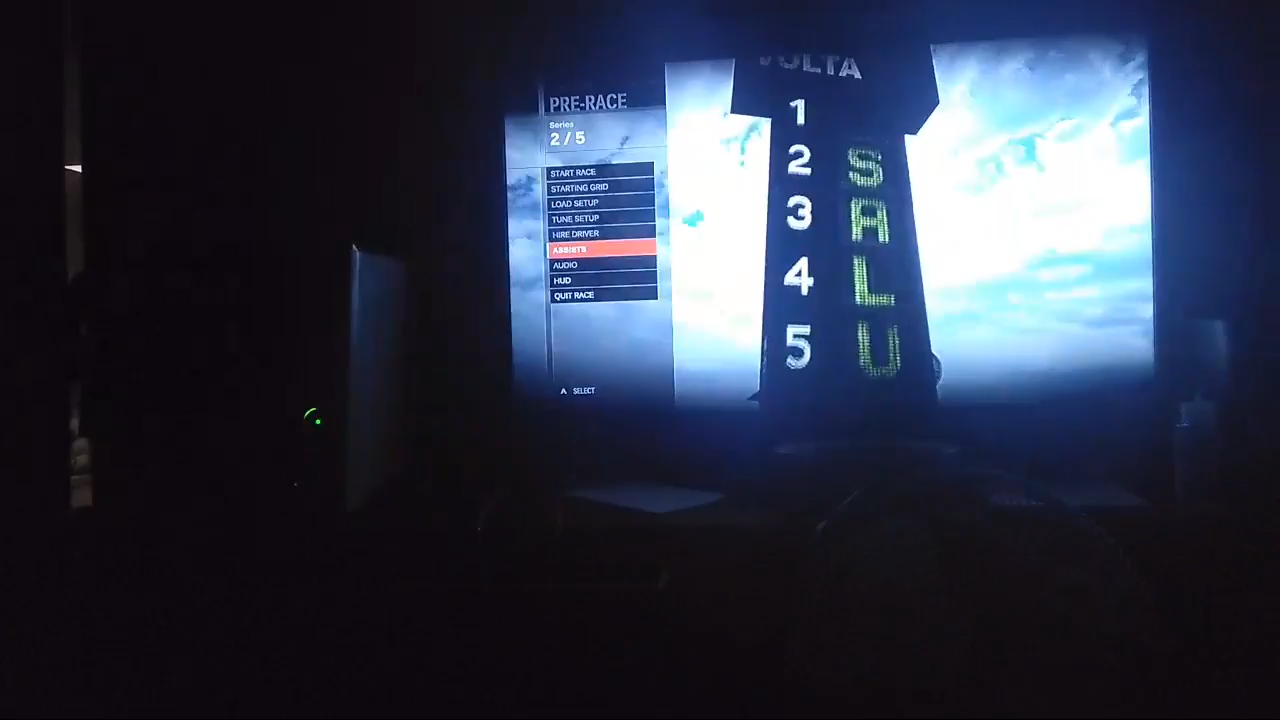 PRE-RACE
Series
2 / 5
START RACE
STARTING GRID
LOAD SETUP
TUNE SETUP
HIRE DRIVER
ASSISTS
AUDIO
HUD
QUIT RACE
A SELECT
VOLTA
1
2 S
3 A
4 L
5 U